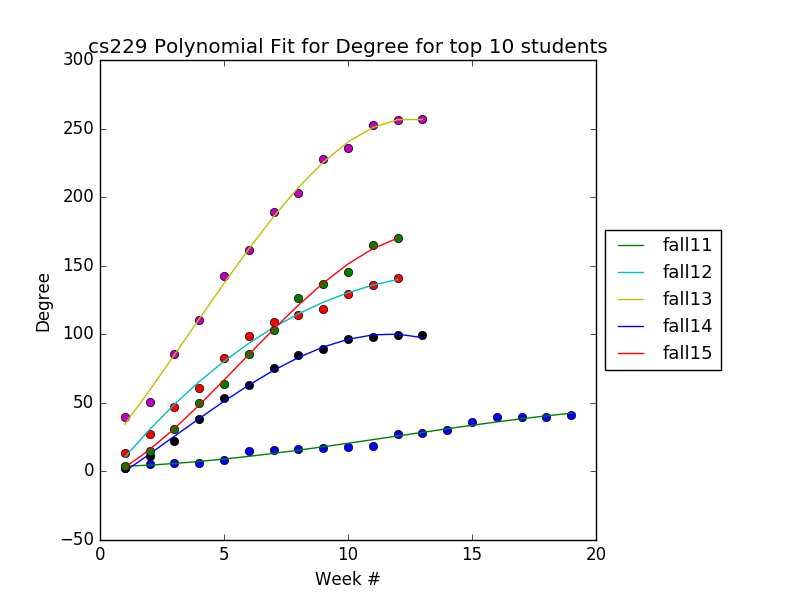 cs229 Polynomial Fit for Degree for top 10 students
300
250
200
150
100
50
0
−50
Degree
0 5 10 15 20
Week #
fall11
fall12
fall13
fall14
fall15